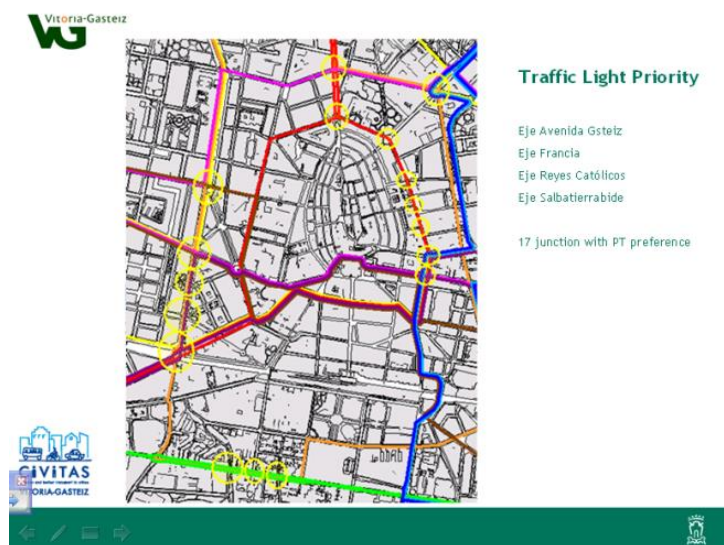 Vitoria-Gasteiz
VG
Traffic Light Priority
Eje Avenida Gsteiz
Eje Francia
Eje Reyes Católicos
Eje Salbatierrabide
17 junction with PT preference
CIVITAS
VITORIA-GASTEIZ